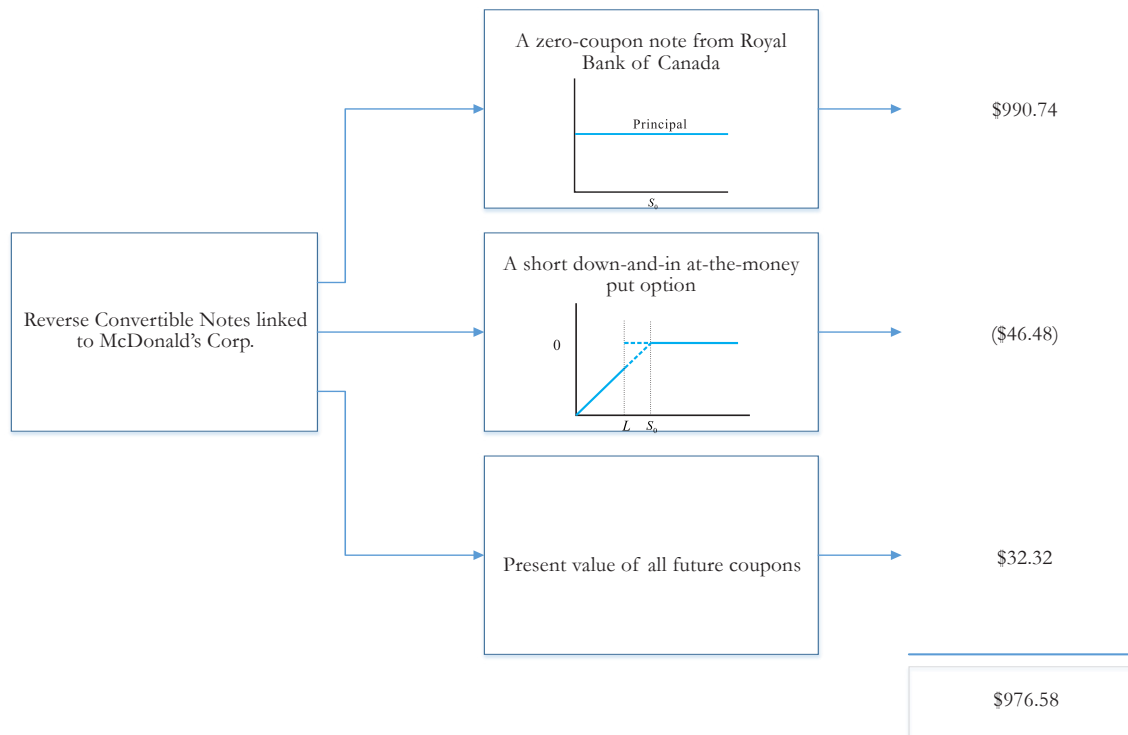 A zero-coupon note from Royal
Bank of Canada
Principal
S₀
$990.74
Reverse Convertible Notes linked
to McDonald's Corp.
A short down-and-in at-the-money
put option
0
L S₀
($46.48)
Present value of all future coupons
$32.32
$976.58